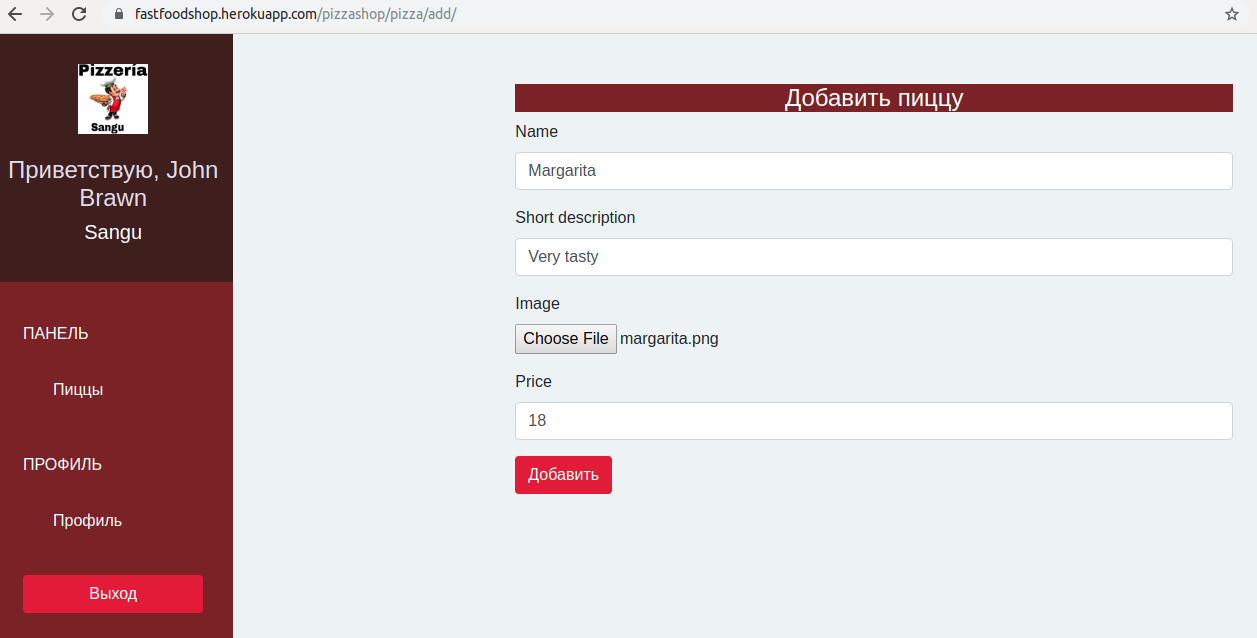 fastfoodshop.herokuapp.com/pizzashop/pizza/add/
Pizzería
Sangu
Приветствую, John
Brawn
Sangu
ПАНЕЛЬ
Пиццы
ПРОФИЛЬ
Профиль
Выход
Добавить пиццу
Name
Margarita
Short description
Very tasty
Image
Choose File margarita.png
Price
18
Добавить